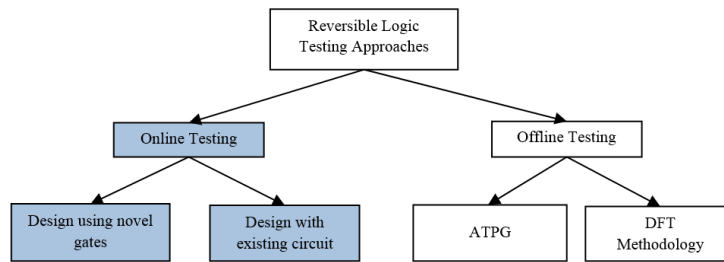 Reversible Logic
Testing Approaches
Online Testing
Offline Testing
Design using novel
gates
Design with
existing circuit
ATPG
DFT
Methodology